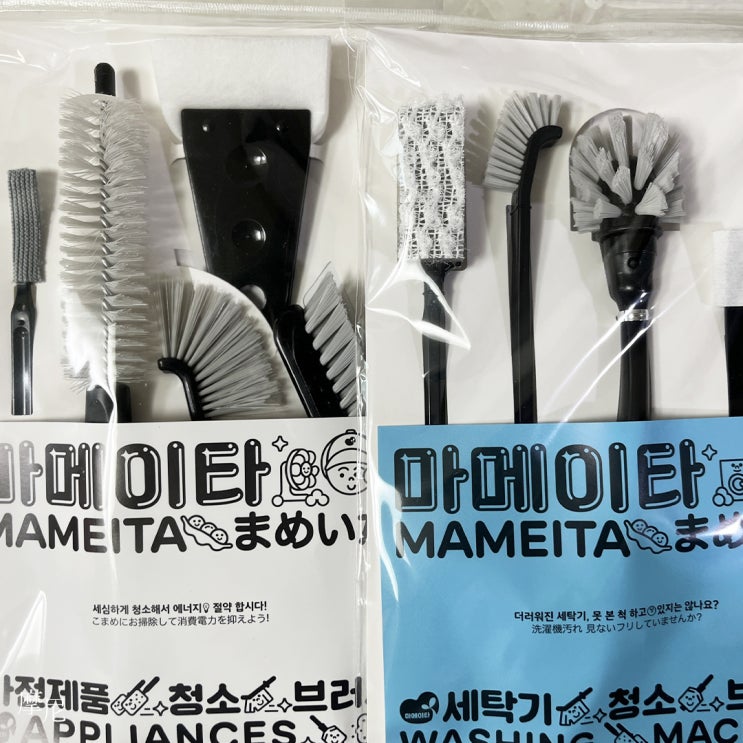 마메이타
MAMEITA まめいた
세심하게 청소해서 에너지 절약 합시다!
こまめにお掃除して消費電力を抑えよう!
가전제품 청소 브러
APPLIANCES
마메이타
MAMEITA まめ
더러워진 세탁기, 못 본 척 하고 있지는 않나요?
洗濯機汚れ 見ないフリしていませんか?
마메이타 세탁기 청소 브
WASHING MAC
摩尼